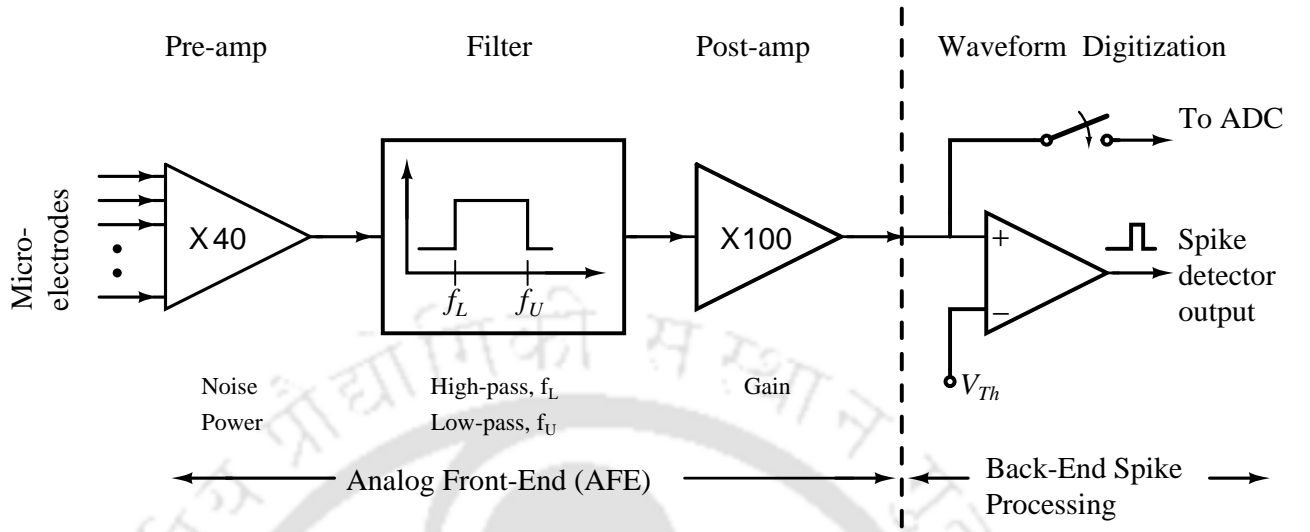 Pre-amp
Filter
Post-amp
Waveform Digitization
To ADC
Micro-
electrodes
X40
f_L
f_U
X100
+
−
V_Th
Spike
detector
output
Noise
Power
High-pass, f_L
Low-pass, f_U
Gain
Analog Front-End (AFE)
Back-End Spike
Processing